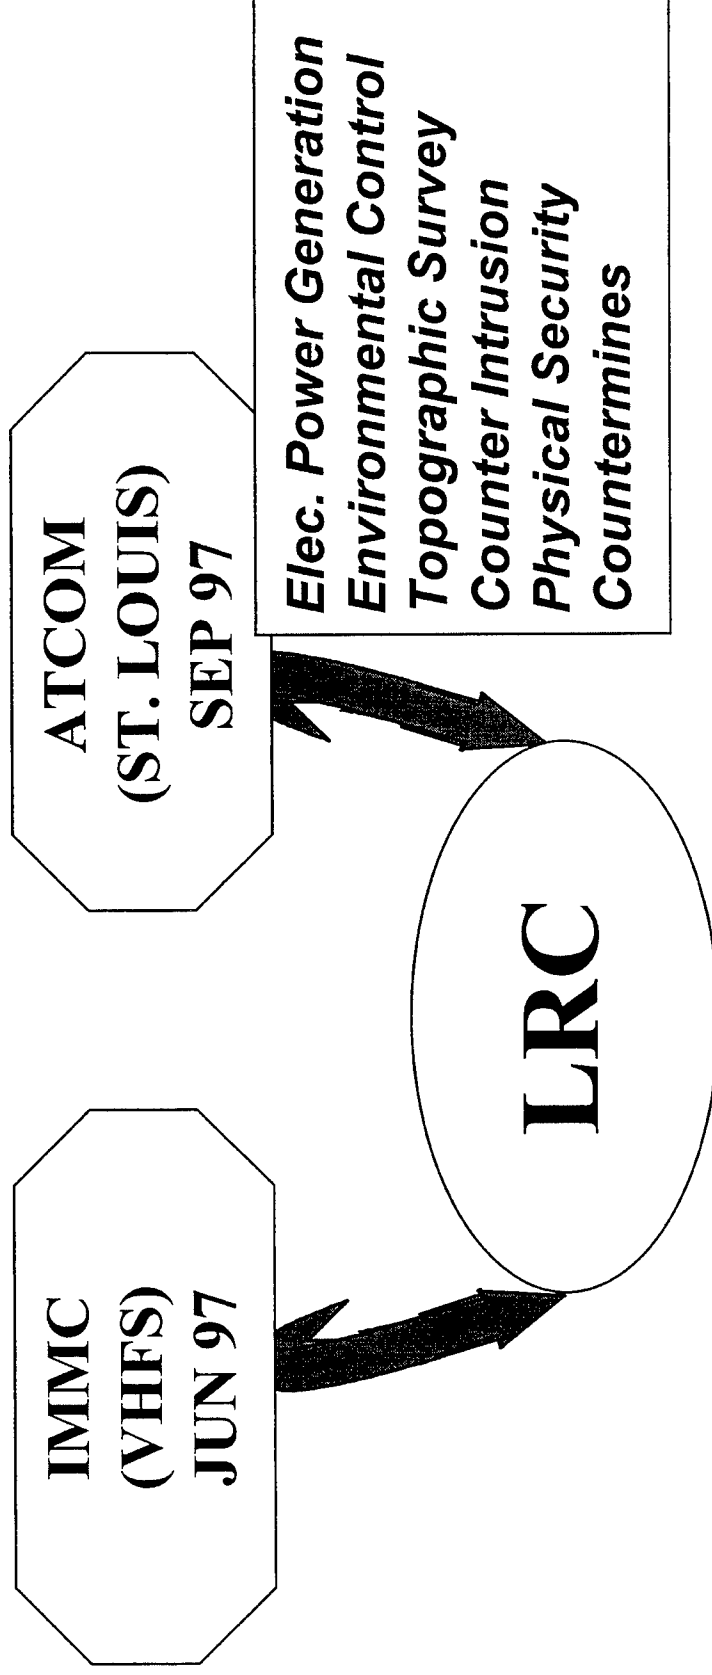 IMMC
(VHFS)
JUN 97
ATCOM
(ST. LOUIS)
SEP 97
Elec. Power Generation
Environmental Control
Topographic Survey
Counter Intrusion
Physical Security
Countermines
LRC